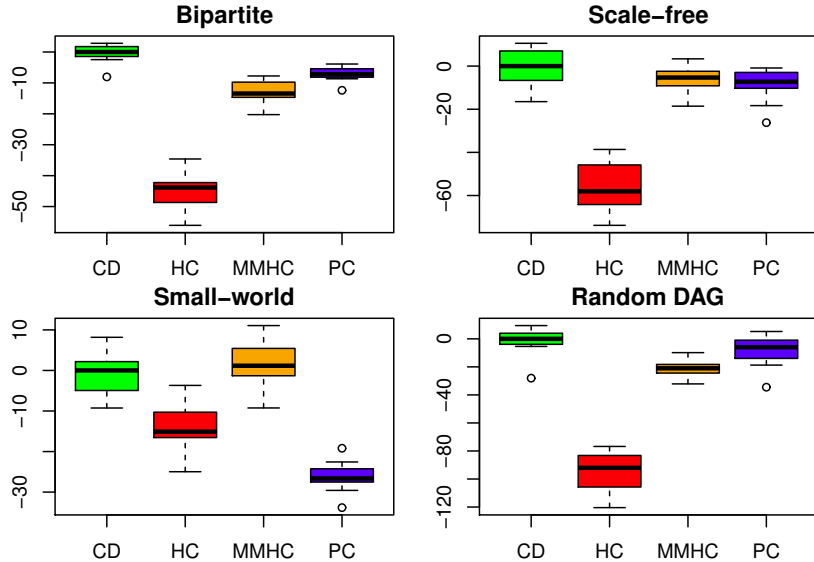 Bipartite
−10
−30
−50
CD HC MMHC PC
Scale−free
0
−20
−60
CD HC MMHC PC
Small−world
10
0
−10
−30
CD HC MMHC PC
Random DAG
0
−40
−80
−120
CD HC MMHC PC